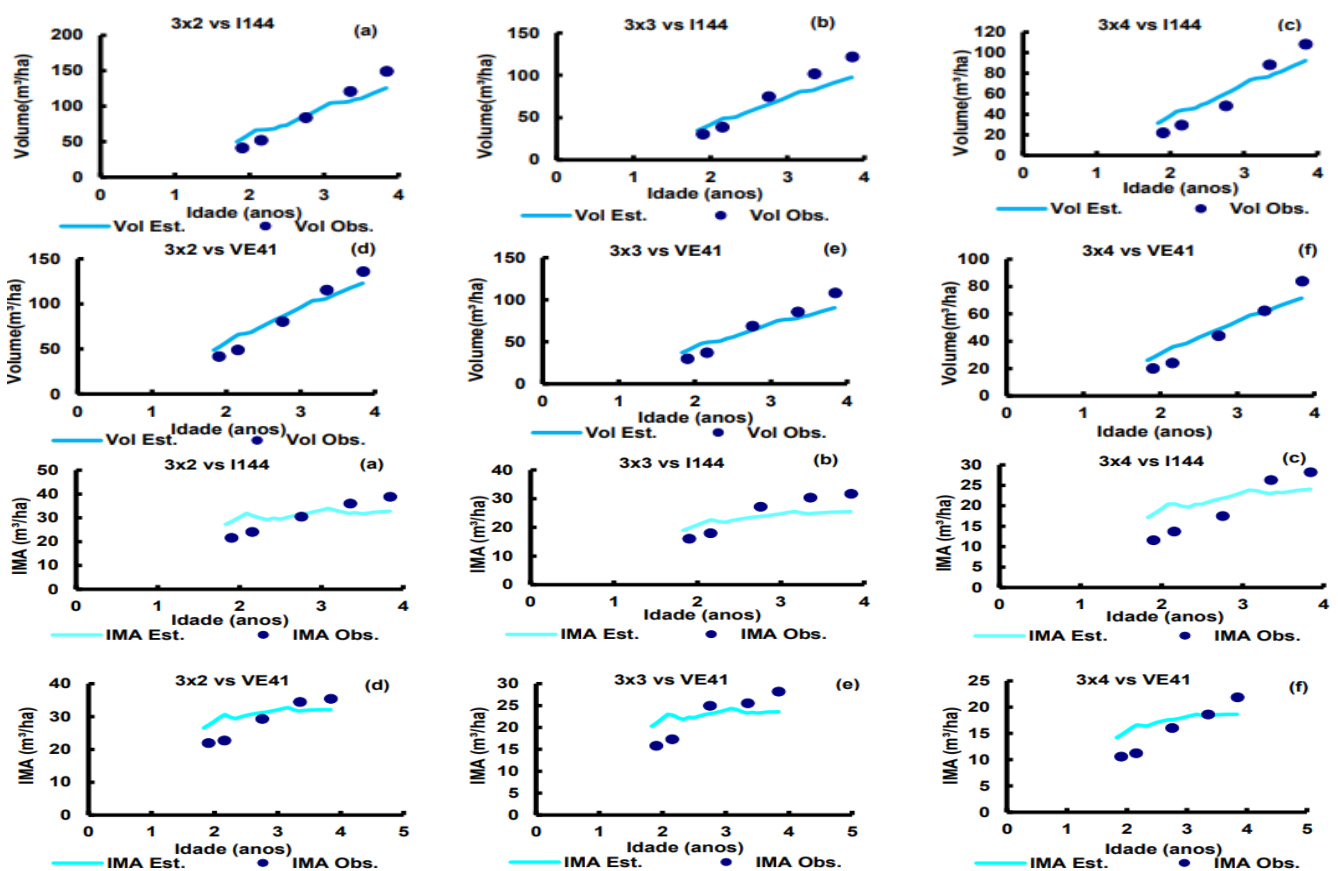 3x2 vs I144 (a)
Volume(m³/ha)
200
150
100
50
0
0 1 2 3 4
Idade (anos)
Vol Est. Vol Obs.
3x3 vs I144 (b)
Volume(m³/ha)
150
100
50
0
0 1 2 3 4
Idade (anos)
Vol Est. Vol Obs.
3x4 vs I144 (c)
Volume(m³/ha)
120
100
80
60
40
20
0
0 1 2 3 4
Idade (anos)
Vol Est. Vol Obs.
3x2 vs VE41 (d)
Volume(m³/ha)
150
100
50
0
0 1 2 3 4
Idade (anos)
Vol Est. Vol Obs.
3x3 vs VE41 (e)
Volume(m³/ha)
150
100
50
0
0 1 2 3 4
Idade (anos)
Vol Est. Vol Obs.
3x4 vs VE41 (f)
Volume(m³/ha)
100
80
60
40
20
0
0 1 2 3 4
Idade (anos)
Vol Est. Vol Obs.
3x2 vs I144 (a)
IMA (m³/ha)
50
40
30
20
10
0
0 1 2 3 4
Idade (anos)
IMA Est. IMA Obs.
3x3 vs I144 (b)
IMA (m³/ha)
40
30
20
10
0
0 1 2 3 4
Idade (anos)
IMA Est. IMA Obs.
3x4 vs I144 (c)
IMA (m³/ha)
30
25
20
15
10
5
0
0 1 2 3 4
Idade (anos)
IMA Est. IMA Obs.
3x2 vs VE41 (d)
IMA (m³/ha)
40
30
20
10
0
0 1 2 3 4 5
Idade (anos)
IMA Est. IMA Obs.
3x3 vs VE41 (e)
IMA (m³/ha)
30
25
20
15
10
5
0
0 1 2 3 4 5
Idade (anos)
IMA Est. IMA Obs.
3x4 vs VE41 (f)
IMA (m³/ha)
25
20
15
10
5
0
0 1 2 3 4 5
Idade (anos)
IMA Est. IMA Obs.